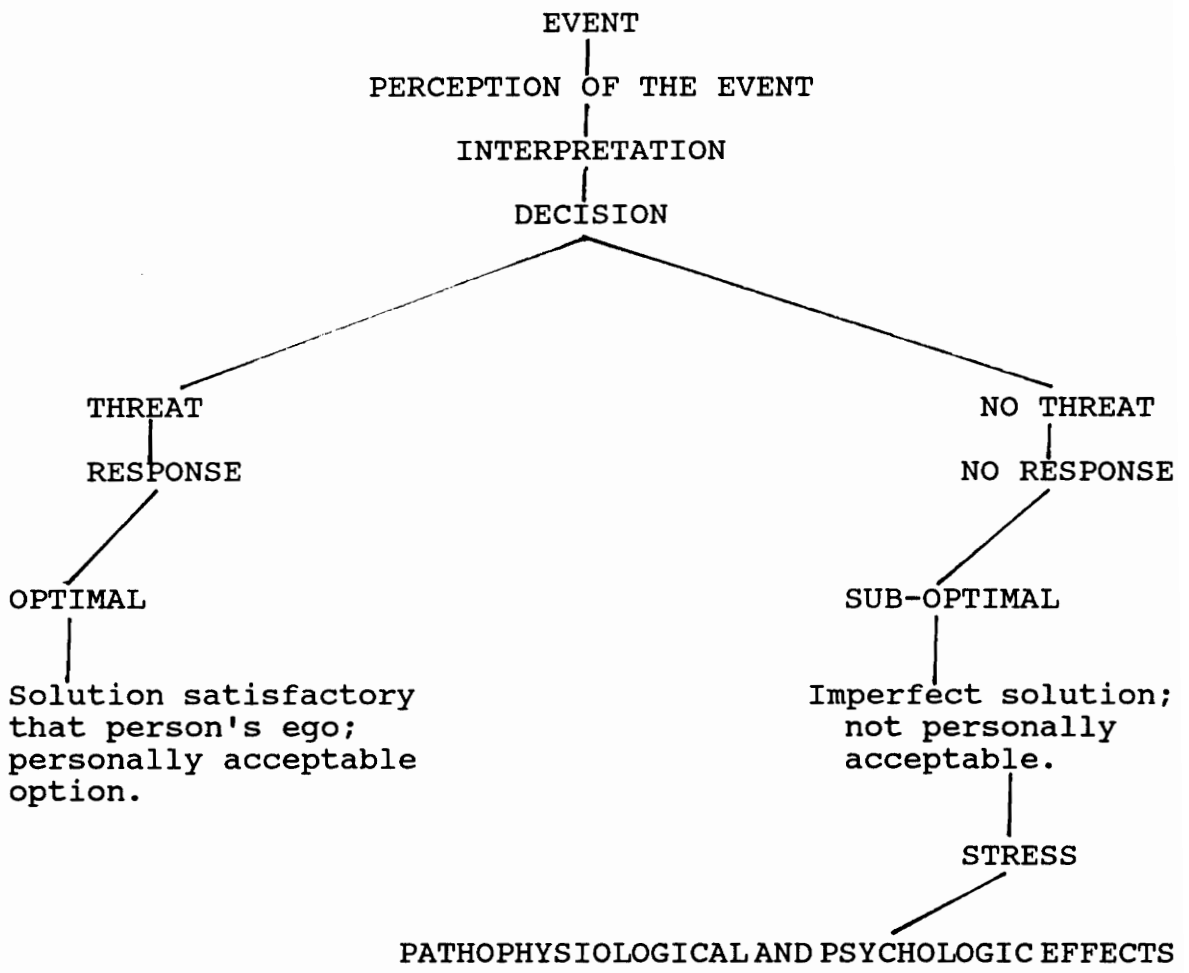 EVENT
PERCEPTION OF THE EVENT
INTERPRETATION
DECISION
THREAT
NO THREAT
RESPONSE
NO RESPONSE
OPTIMAL
SUB-OPTIMAL
Solution satisfactory
that person's ego;
personally acceptable
option.
Imperfect solution;
not personally
acceptable.
STRESS
PATHOPHYSIOLOGICAL AND PSYCHOLOGIC EFFECTS